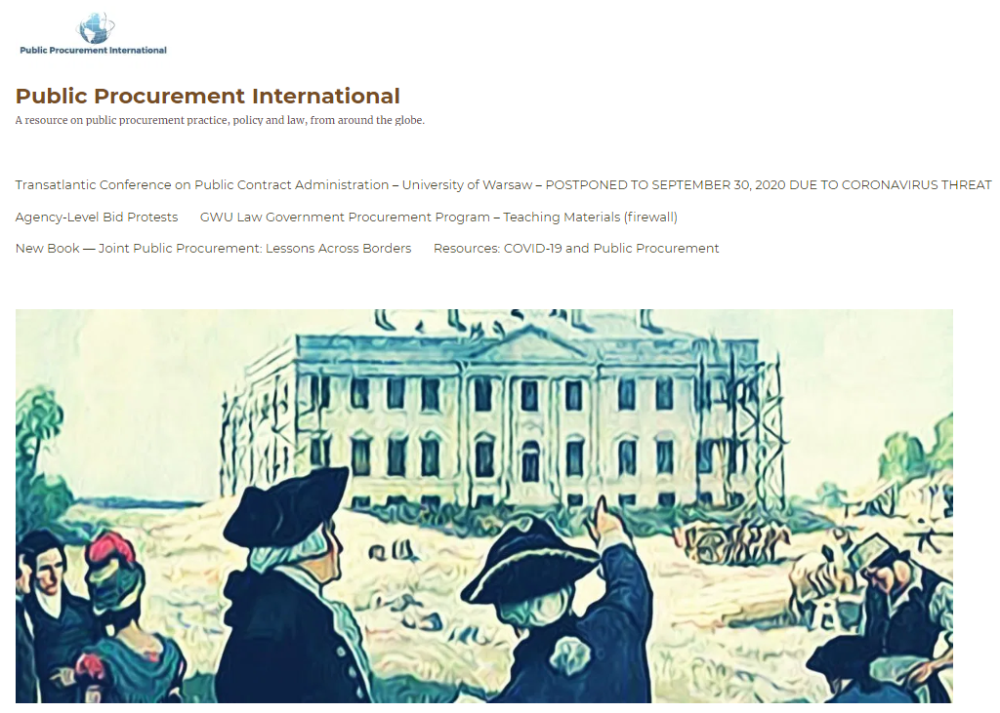 Public Procurement International
Public Procurement International
A resource on public procurement practice, policy and law, from around the globe.
Transatlantic Conference on Public Contract Administration – University of Warsaw – POSTPONED TO SEPTEMBER 30, 2020 DUE TO CORONAVIRUS THREAT
Agency-Level Bid Protests GWU Law Government Procurement Program – Teaching Materials (firewall)
New Book — Joint Public Procurement: Lessons Across Borders Resources: COVID-19 and Public Procurement